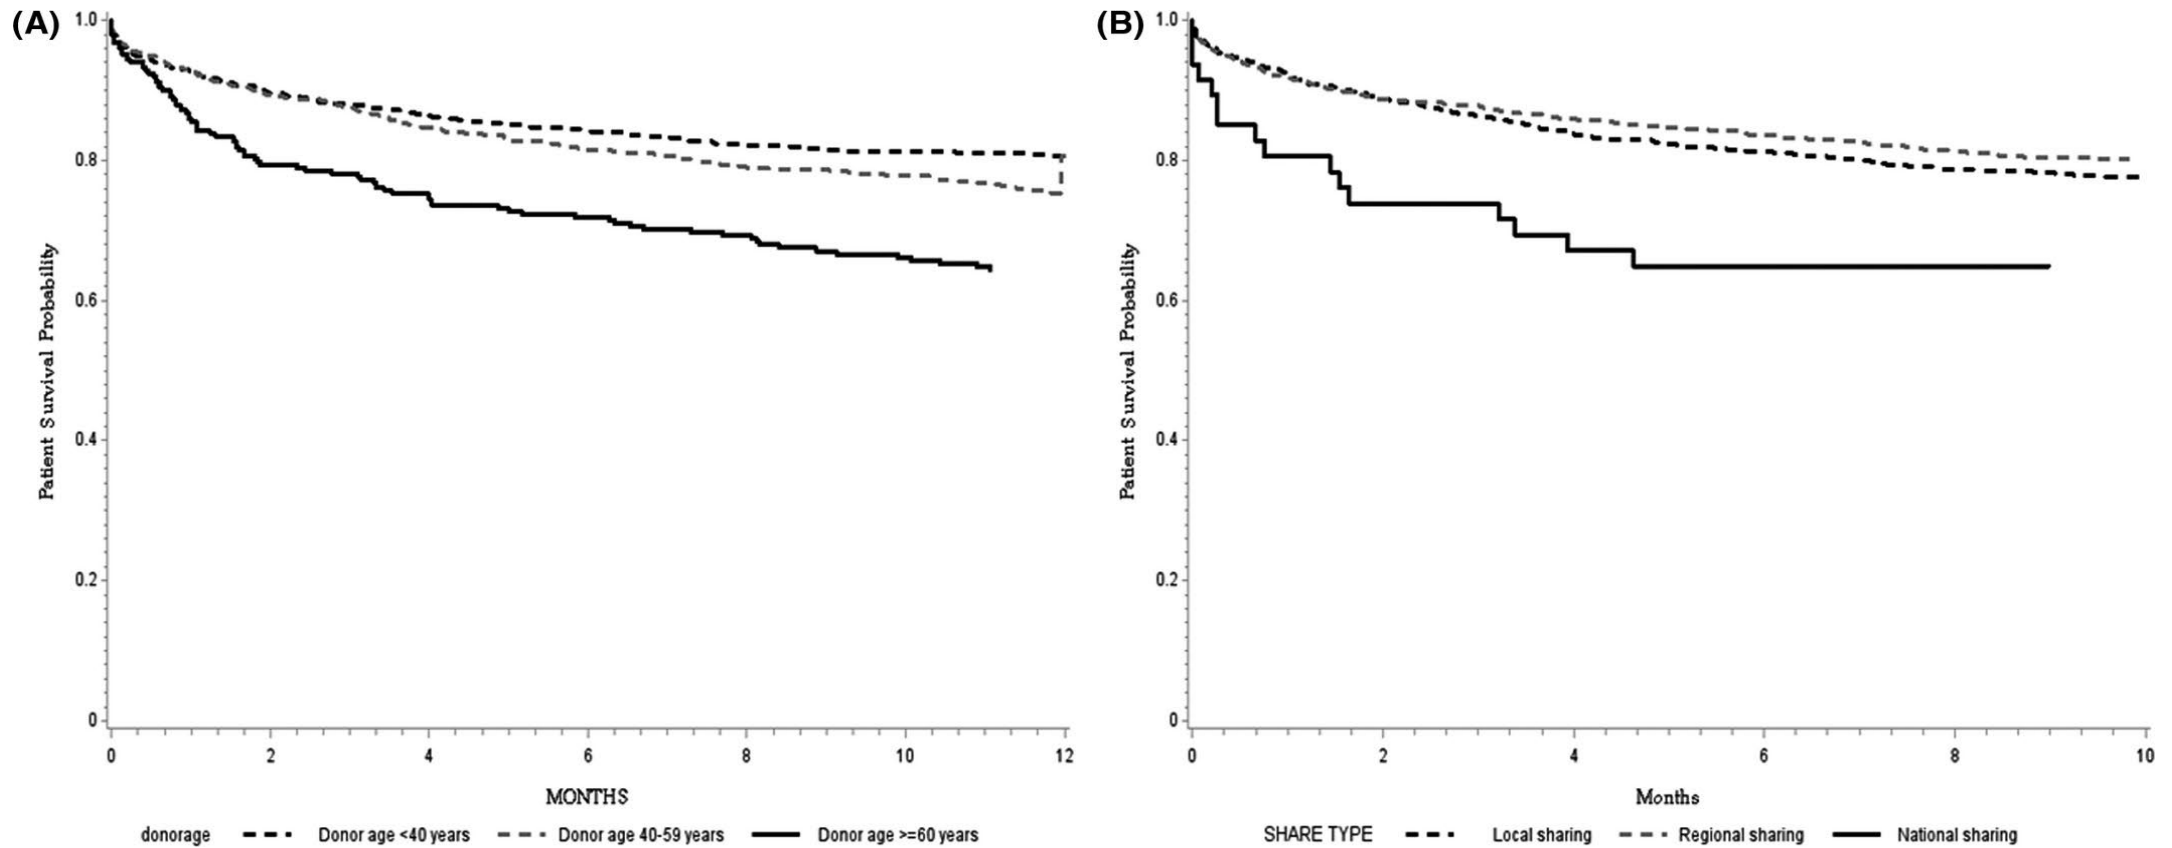 (A)
1.0
0.8
0.6
0.4
0.2
0
Patient Survival Probability
0 2 4 6 8 10 12
MONTHS
donorage Donor age <40 years Donor age 40-59 years Donor age >=60 years
(B)
1.0
0.8
0.6
0.4
0.2
0
Patient Survival Probability
0 2 4 6 8 10
Months
SHARE TYPE Local sharing Regional sharing National sharing